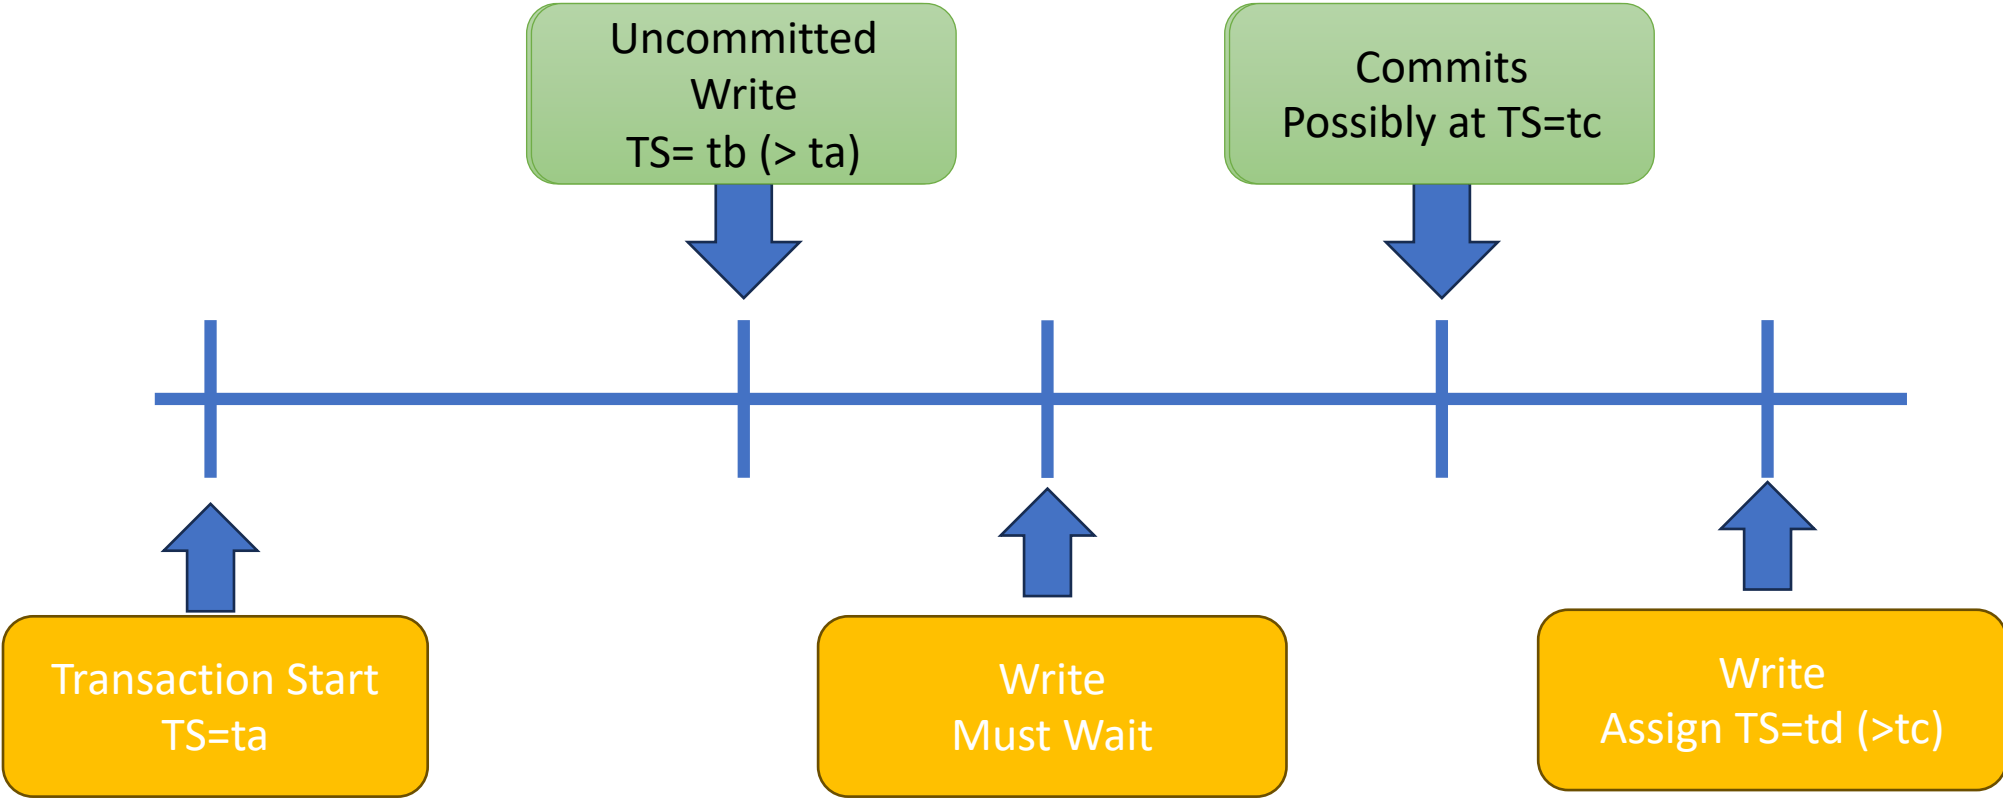 Uncommitted
Write
TS= tb (> ta)
Commits
Possibly at TS=tc
Transaction Start
TS=ta
Write
Must Wait
Write
Assign TS=td (>tc)